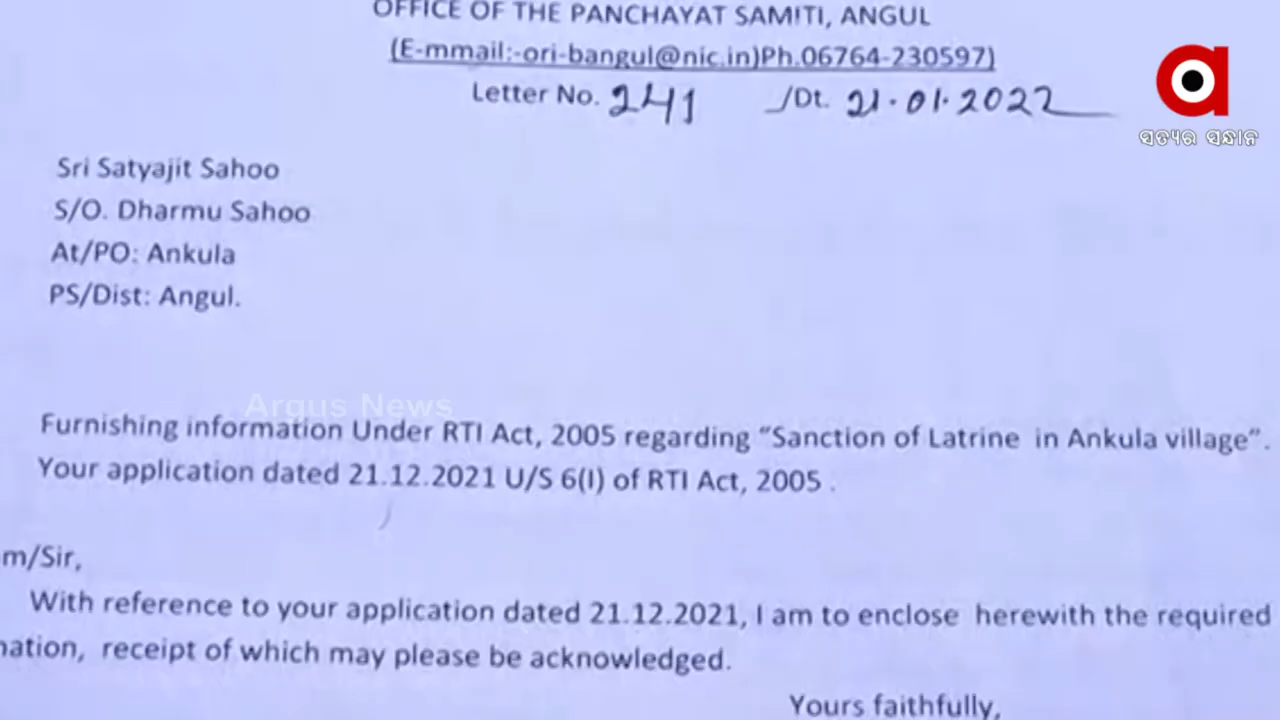 OFFICE OF THE PANCHAYAT SAMITI, ANGUL
(E-mmail:-ori-bangul@nic.in)Ph.06764-230597)
Letter No. 241 /Dt. 21.01.2022
ସତ୍ୟର ସନ୍ଧାନ
Sri Satyajit Sahoo
S/O. Dharmu Sahoo
At/PO: Ankula
PS/Dist: Angul.
Argus News
Furnishing information Under RTI Act, 2005 regarding “Sanction of Latrine in Ankula village”.
Your application dated 21.12.2021 U/S 6(I) of RTI Act, 2005 .
m/Sir,
With reference to your application dated 21.12.2021, I am to enclose herewith the required
nation, receipt of which may please be acknowledged.
Yours faithfully,